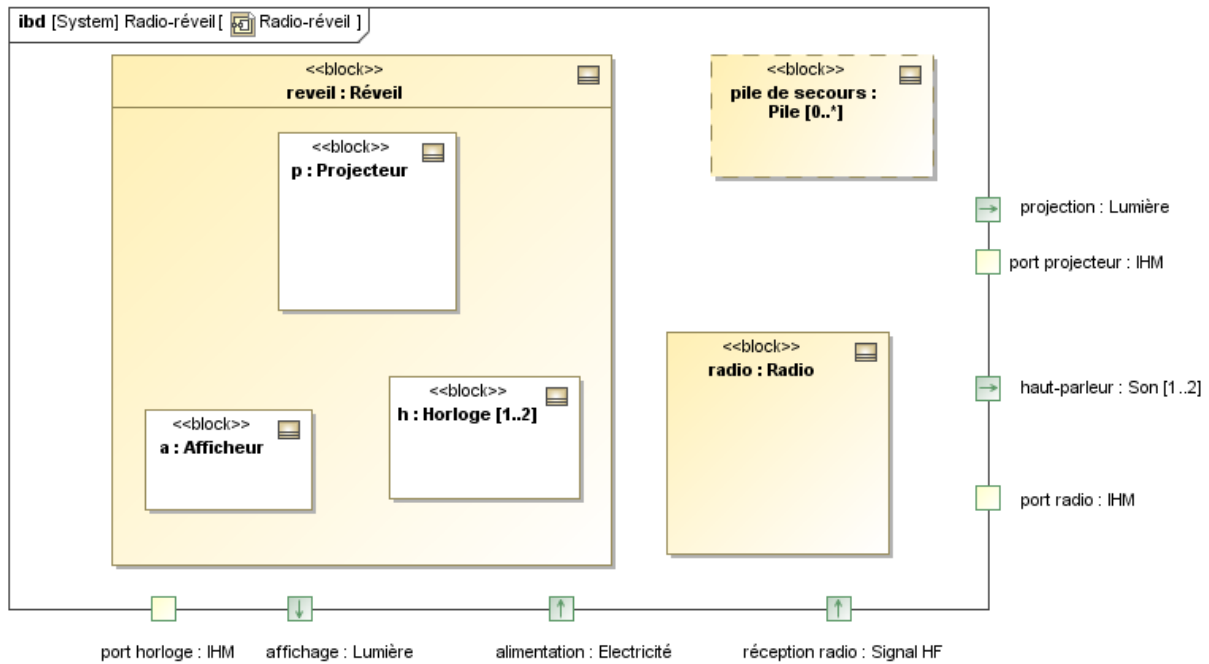 ibd [System] Radio-réveil [ Radio-réveil ]
<<block>>
reveil : Réveil
<<block>>
p : Projecteur
<<block>>
a : Afficheur
<<block>>
h : Horloge [1..2]
<<block>>
pile de secours :
Pile [0..*]
<<block>>
radio : Radio
projection : Lumière
port projecteur : IHM
haut-parleur : Son [1..2]
port radio : IHM
port horloge : IHM
affichage : Lumière
alimentation : Electricité
réception radio : Signal HF